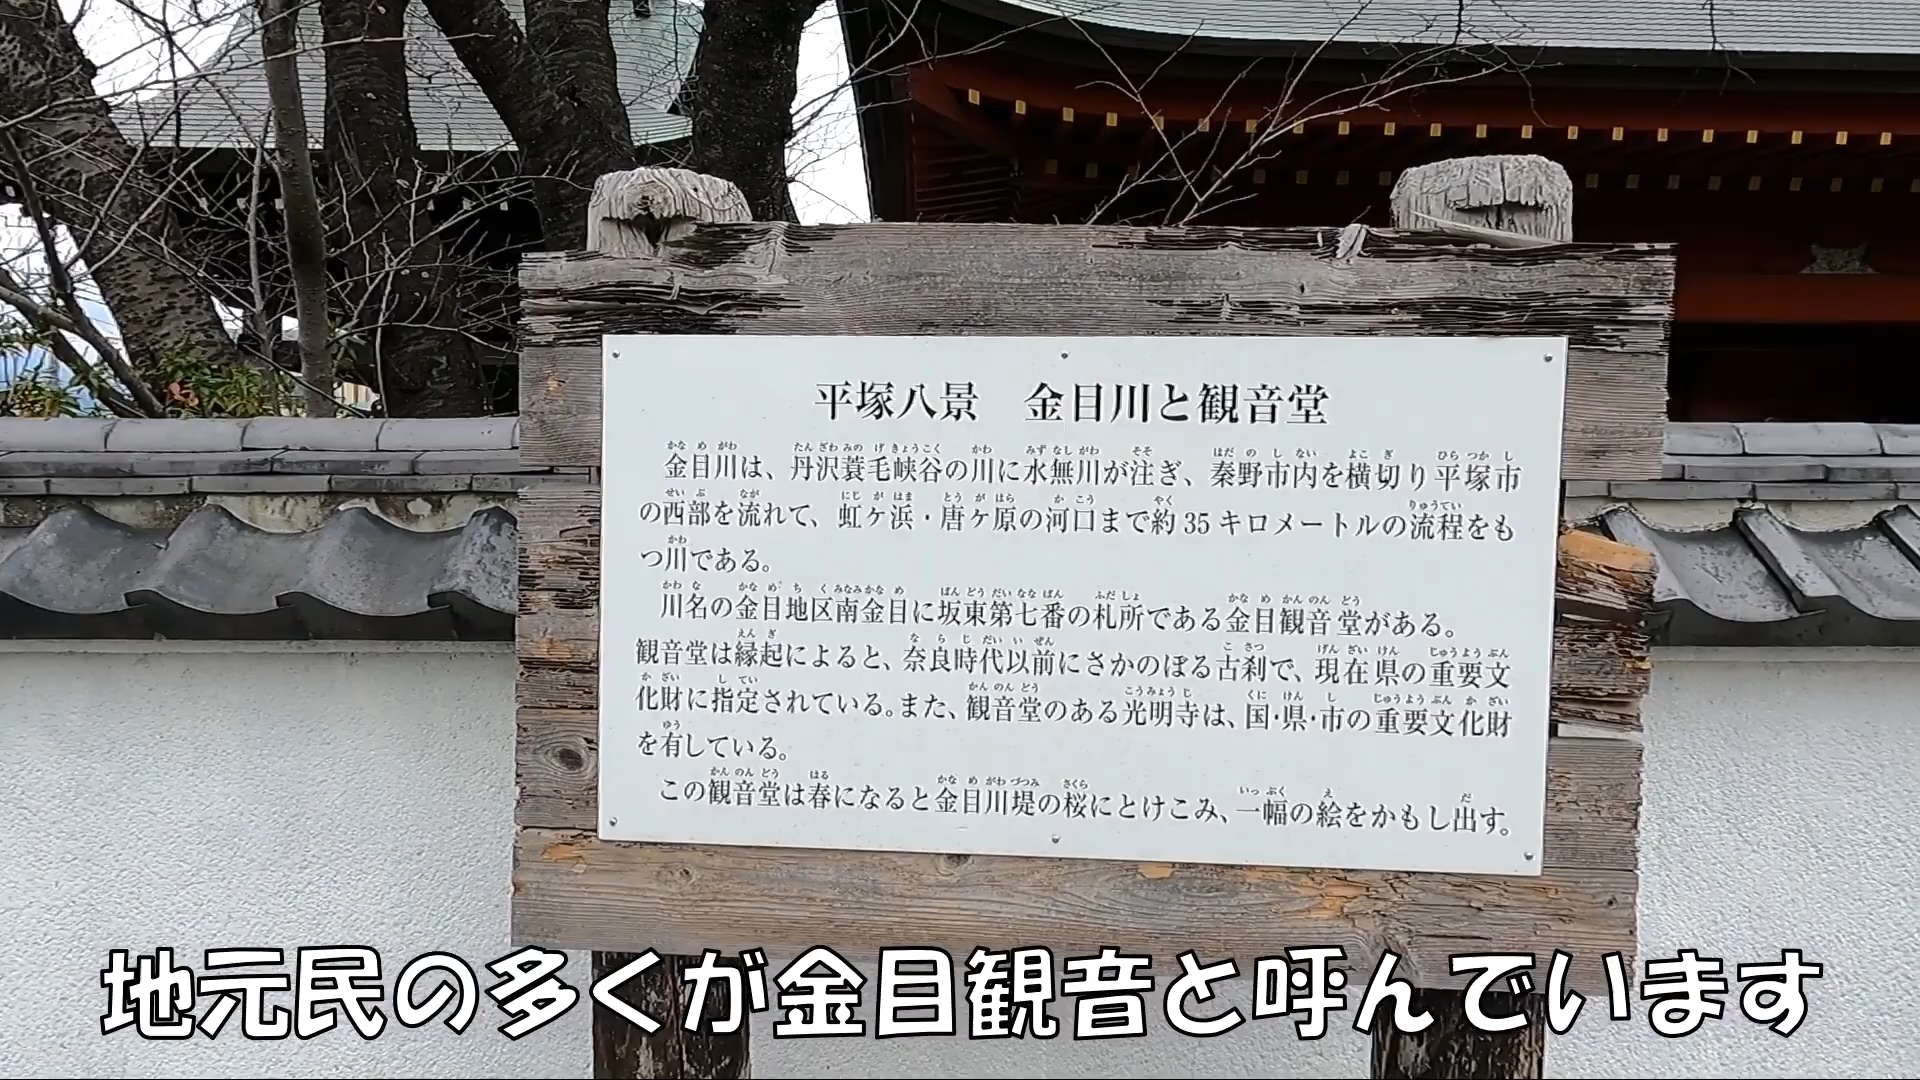 平塚八景　金目川と観音堂
金目川は、丹沢蓑毛峡谷の川に水無川が注ぎ、秦野市内を横切り平塚市
の西部を流れて、虹ヶ浜・唐ヶ原の河口まで約35キロメートルの流程をも
つ川である。
川名の金目地区南金目に坂東第七番の札所である金目観音堂がある。
観音堂は縁起によると、奈良時代以前にさかのぼる古刹で、現在県の重要文
化財に指定されている。また、観音堂のある光明寺は、国・県・市の重要文化財
を有している。
この観音堂は春になると金目川堤の桜にとけこみ、一幅の絵をかもし出す。
地元民の多くが金目観音と呼んでいます